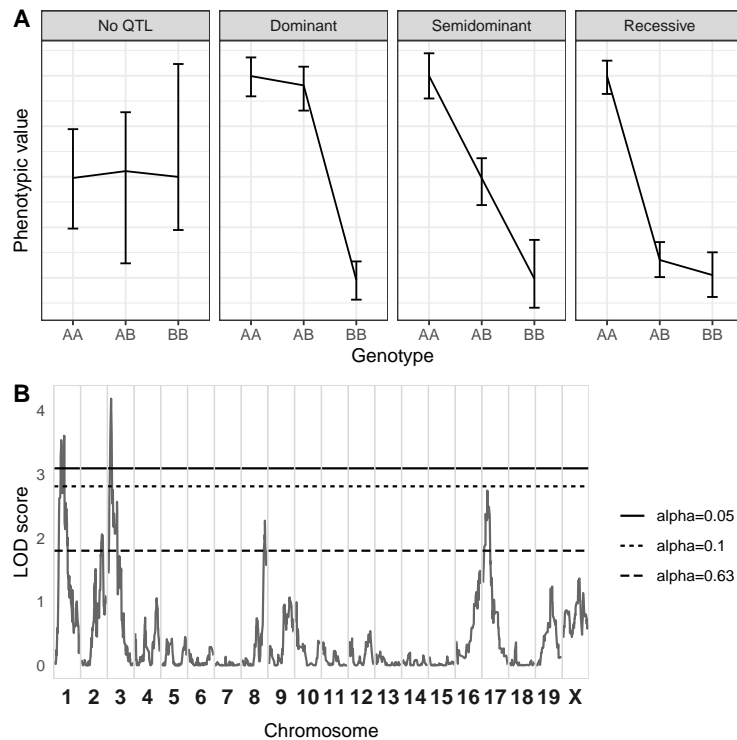 A
No QTL Dominant Semidominant Recessive
Phenotypic value
AA AB BB AA AB BB AA AB BB AA AB BB
Genotype
B
4
3
2
1
0
LOD score
alpha=0.05
alpha=0.1
alpha=0.63
1 2 3 4 5 6 7 8 9 10 11 12 13 14 15 16 17 18 19 X
Chromosome